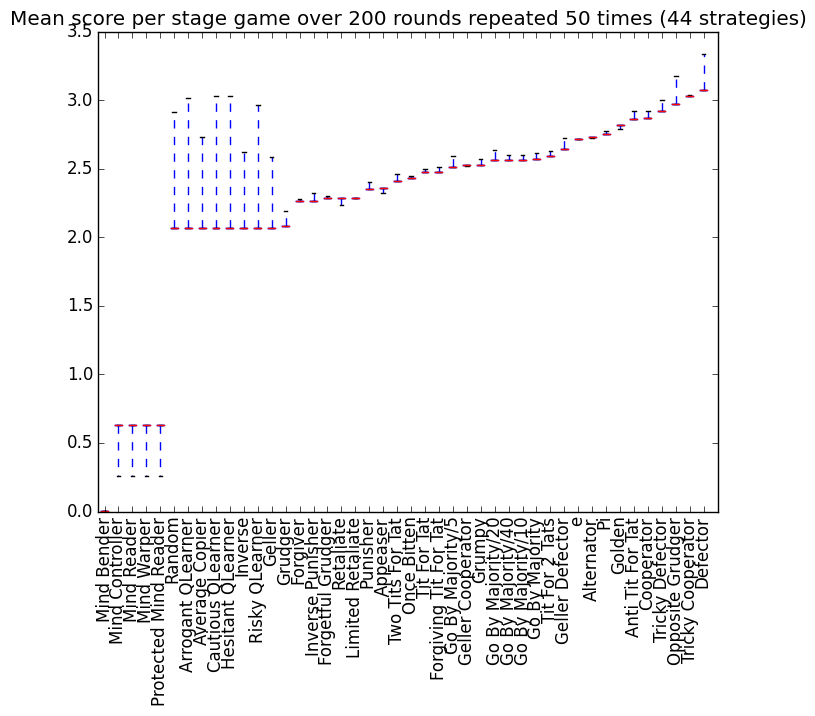 Mean score per stage game over 200 rounds repeated 50 times (44 strategies)
3.5
3.0
2.5
2.0
1.5
1.0
0.5
0.0
Mind Bender
Mind Controller
Mind Reader
Mind Warper
Protected Mind Reader
Random
Arrogant QLearner
Average Copier
Cautious QLearner
Hesitant QLearner
Inverse
Risky QLearner
Geller
Grudger
Forgiver
Inverse Punisher
Forgetful Grudger
Retaliate
Limited Retaliate
Punisher
Appeaser
Two Tits For Tat
Once Bitten
Tit For Tat
Forgiving Tit For Tat
Go By Majority/5
Geller Cooperator
Grumpy
Go By Majority/20
Go By Majority/40
Go By Majority/10
Go By Majority
Tit For 2 Tats
Geller Defector
e
Alternator
Pi
Golden
Anti Tit For Tat
Cooperator
Tricky Defector
Opposite Grudger
Tricky Cooperator
Defector